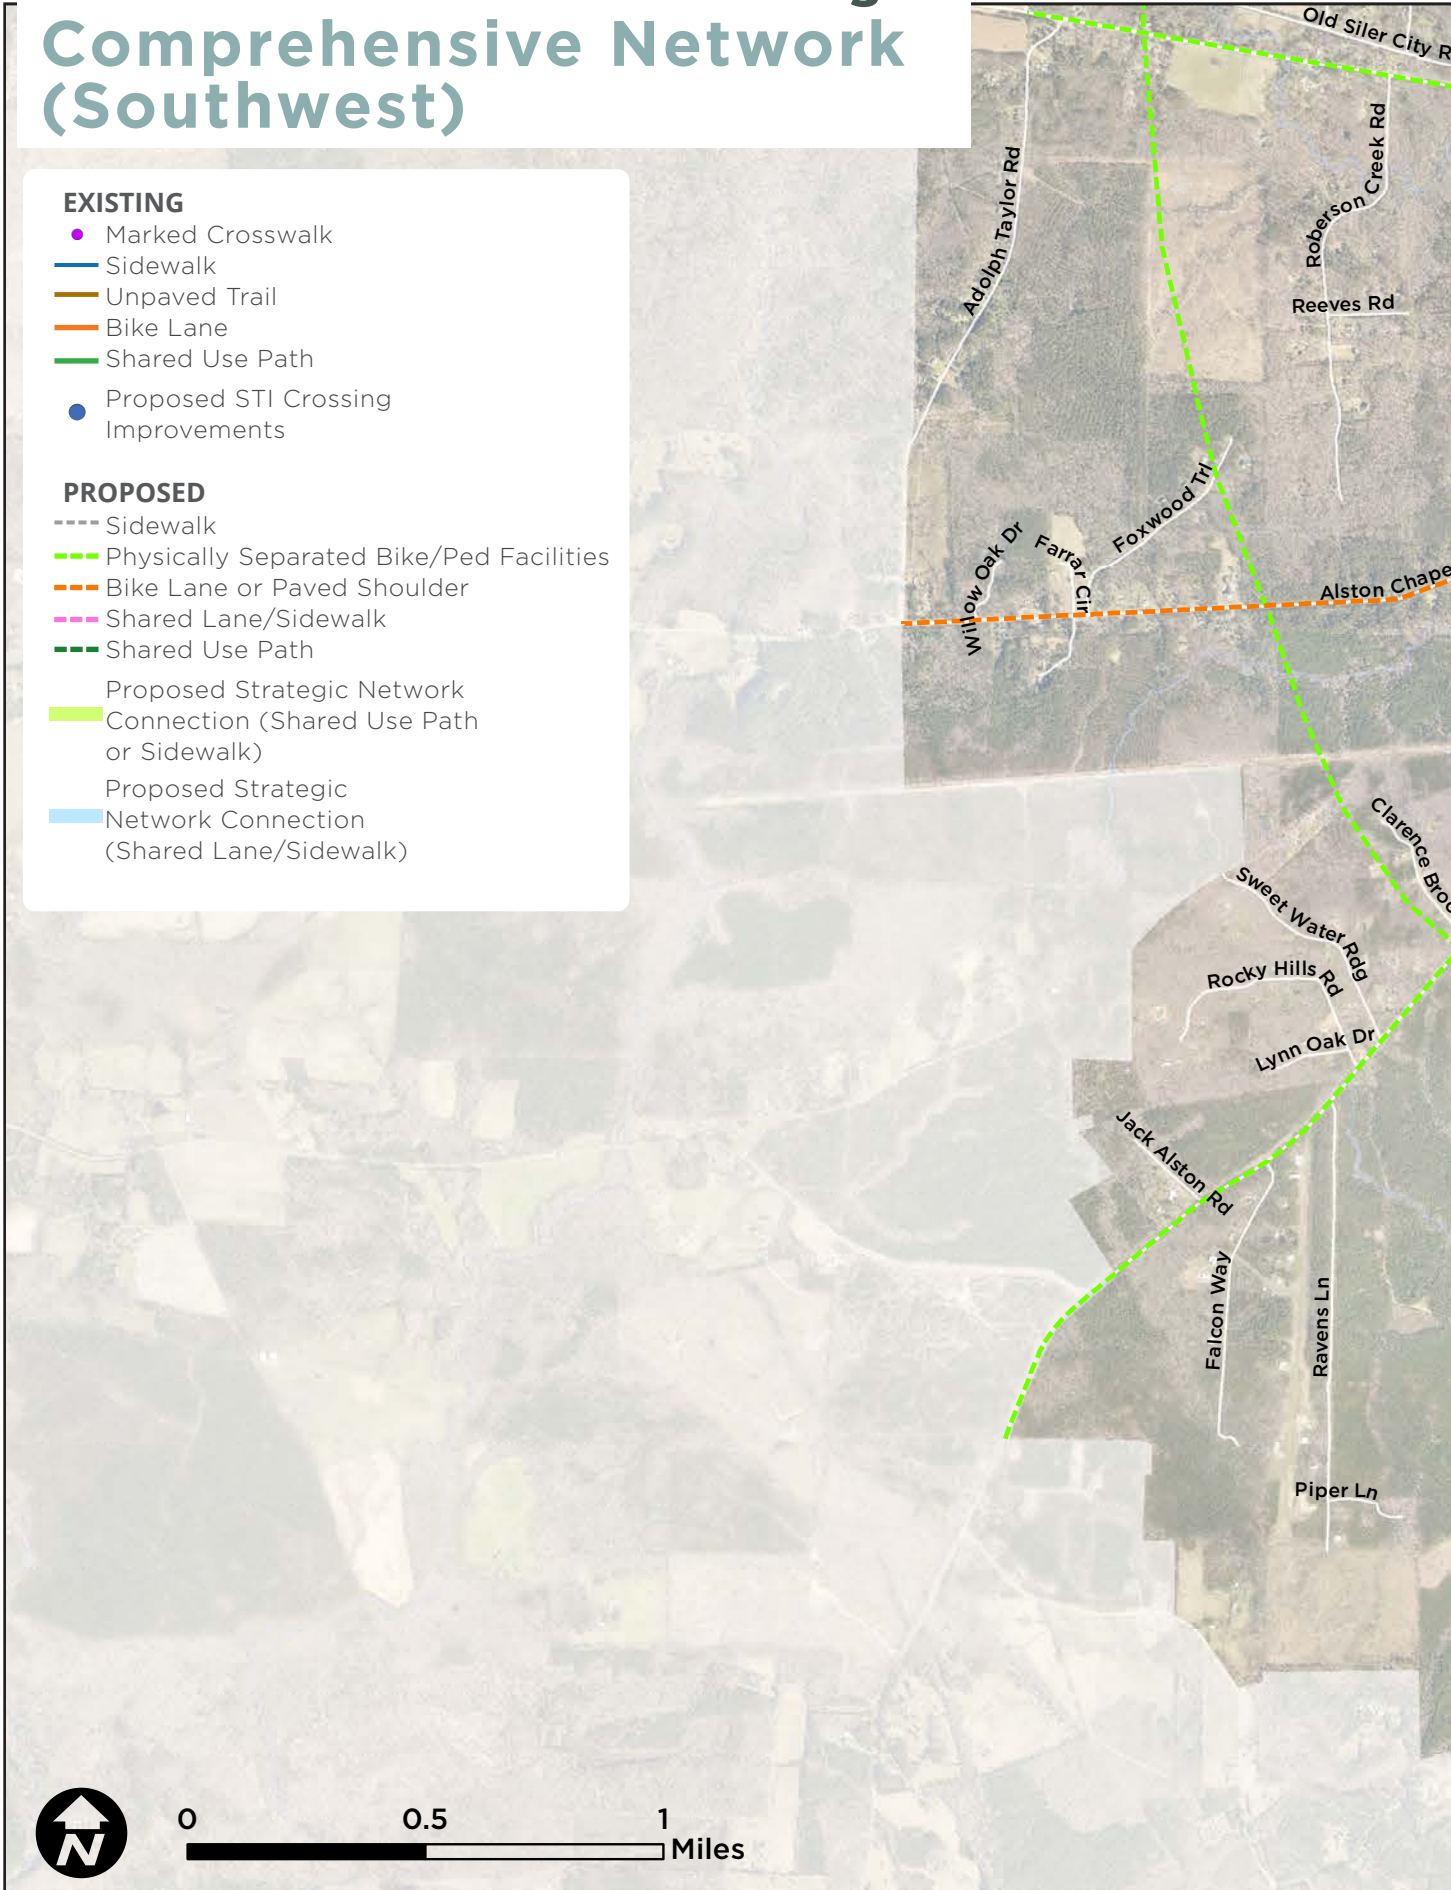 Comprehensive Network
(Southwest)
EXISTING
Marked Crosswalk
Sidewalk
Unpaved Trail
Bike Lane
Shared Use Path
Proposed STI Crossing
Improvements
PROPOSED
Sidewalk
Physically Separated Bike/Ped Facilities
Bike Lane or Paved Shoulder
Shared Lane/Sidewalk
Shared Use Path
Proposed Strategic Network
Connection (Shared Use Path
or Sidewalk)
Proposed Strategic
Network Connection
(Shared Lane/Sidewalk)
Old Siler City R
Adolph Taylor Rd
Roberson Creek Rd
Reeves Rd
Foxwood Trl
Willow Oak Dr
Farrar Cir
Alston Chape
Clarence Broo
Sweet Water Rdg
Rocky Hills Rd
Lynn Oak Dr
Jack Alston Rd
Falcon Way
Ravens Ln
Piper Ln
N
0 0.5 1
Miles